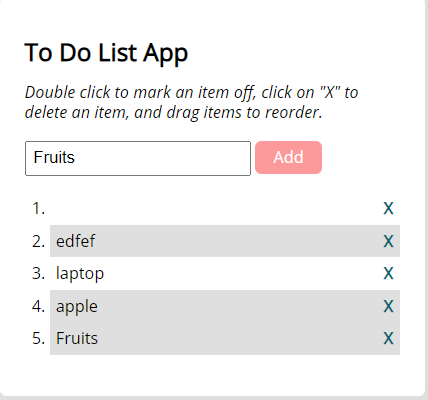 To Do List App
Double click to mark an item off, click on "X" to
delete an item, and drag items to reorder.
Fruits Add
1. X
2. edfef X
3. laptop X
4. apple X
5. Fruits X